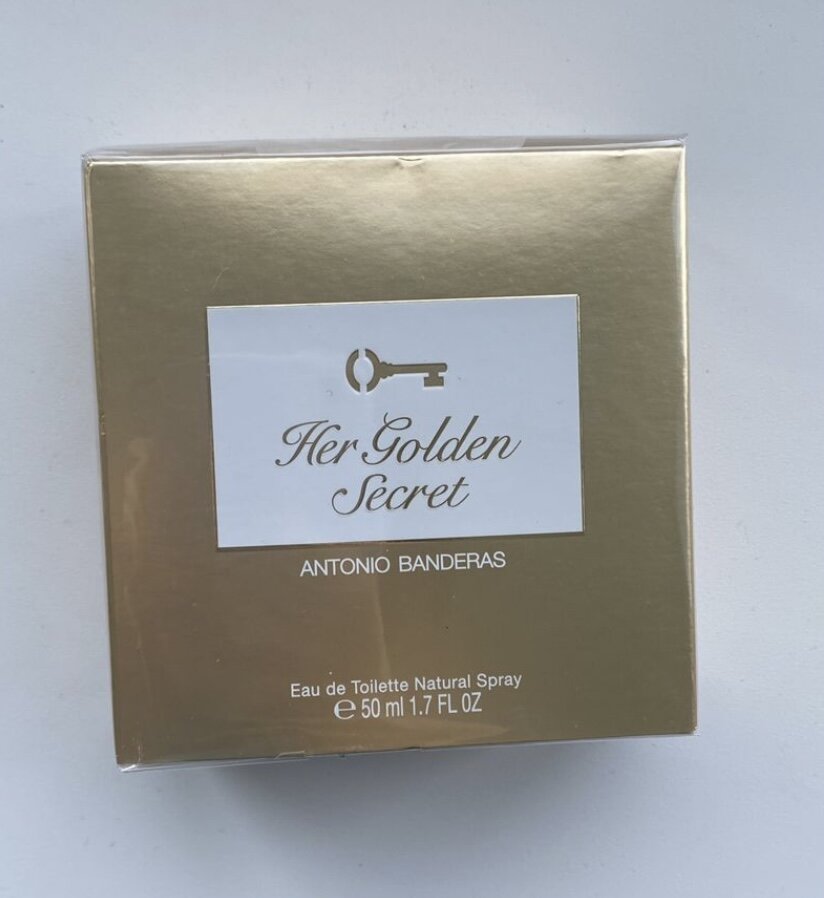 Her Golden
Secret
ANTONIO BANDERAS
Eau de Toilette Natural Spray
℮ 50 ml 1.7 FL OZ